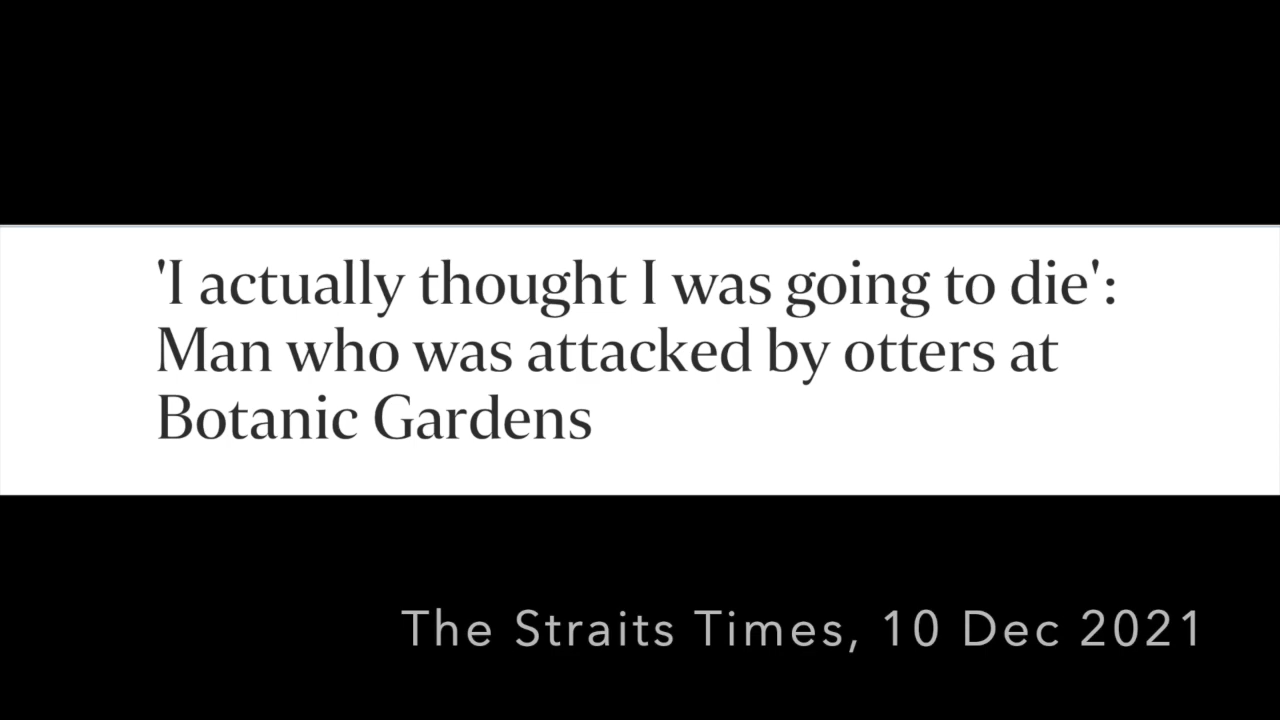 'I actually thought I was going to die':
Man who was attacked by otters at
Botanic Gardens
The Straits Times, 10 Dec 2021